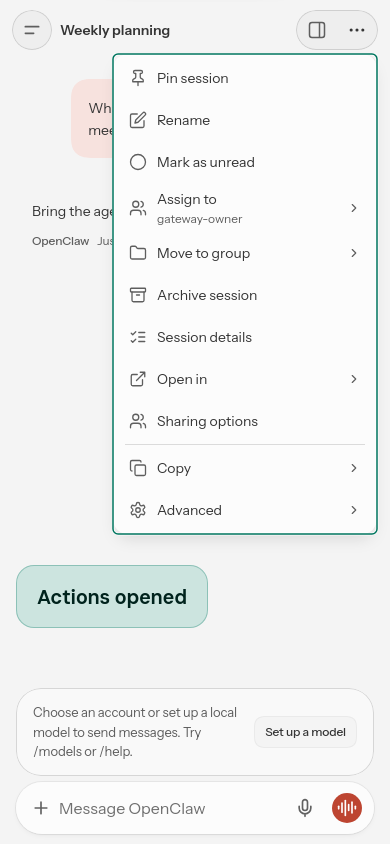 Weekly planning
Pin session
Rename
Mark as unread
Assign to
gateway-owner
Move to group
Archive session
Session details
Open in
Sharing options
Copy
Advanced
Bring the
OpenClaw
Actions opened
Choose an account or set up a local
model to send messages. Try
/models or /help.
Set up a model
Message OpenClaw